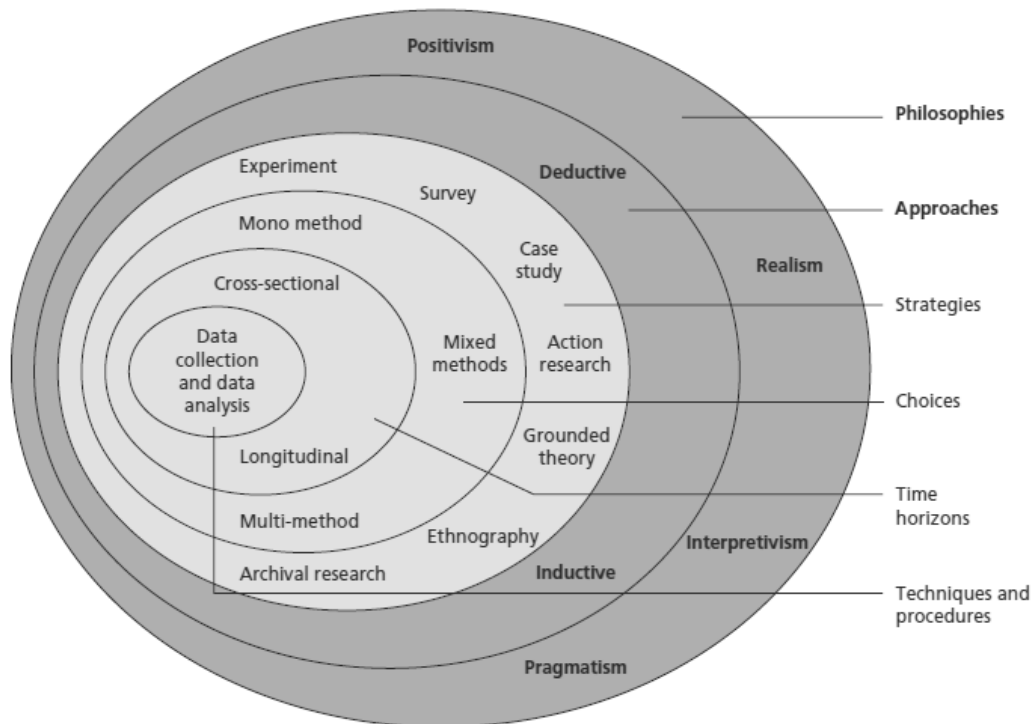 Positivism
Philosophies
Experiment
Deductive
Survey
Approaches
Mono method
Case
study
Realism
Cross-sectional
Strategies
Data
collection
and data
analysis
Mixed
methods
Action
research
Choices
Grounded
theory
Longitudinal
Time
horizons
Multi-method
Ethnography
Interpretivism
Archival research
Inductive
Techniques and
procedures
Pragmatism